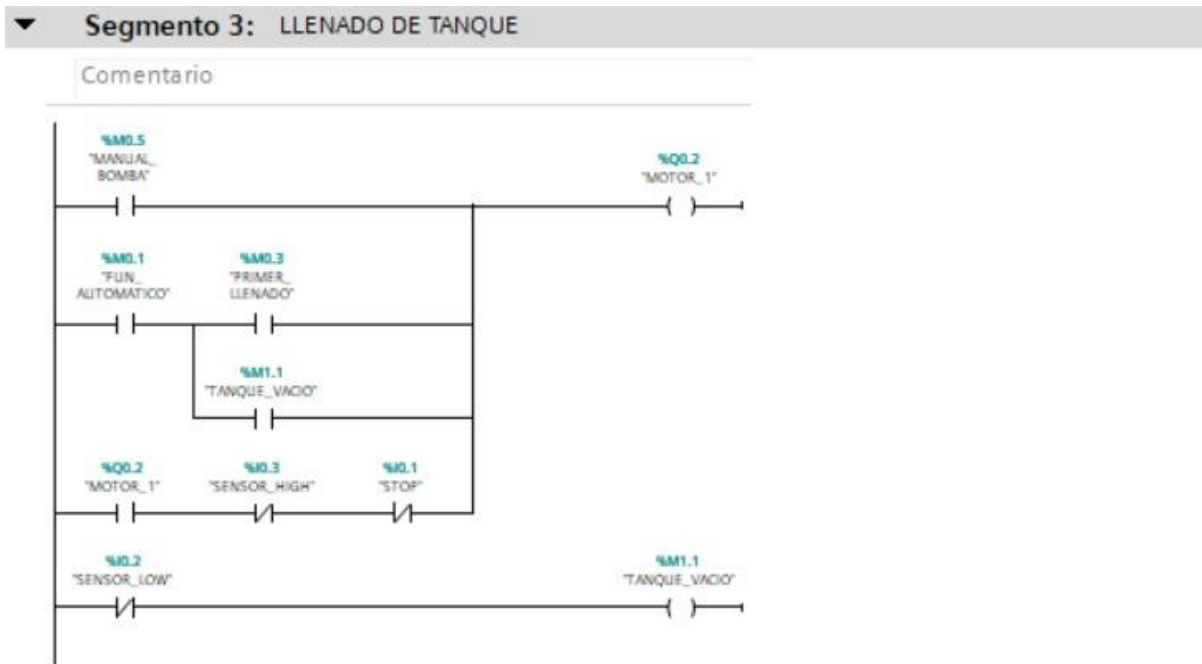 Segmento 3: LLENADO DE TANQUE
Comentario
%M0.5
"MANUAL_
BOMBA"
%Q0.2
"MOTOR_1"
%M0.1
"FUN_
AUTOMATICO"
%M0.3
"PRIMER_
LLENADO"
%M1.1
"TANQUE_VACIO"
%Q0.2
"MOTOR_1"
%I0.3
"SENSOR_HIGH"
%I0.1
"STOP"
%I0.2
"SENSOR_LOW"
%M1.1
"TANQUE_VACIO"